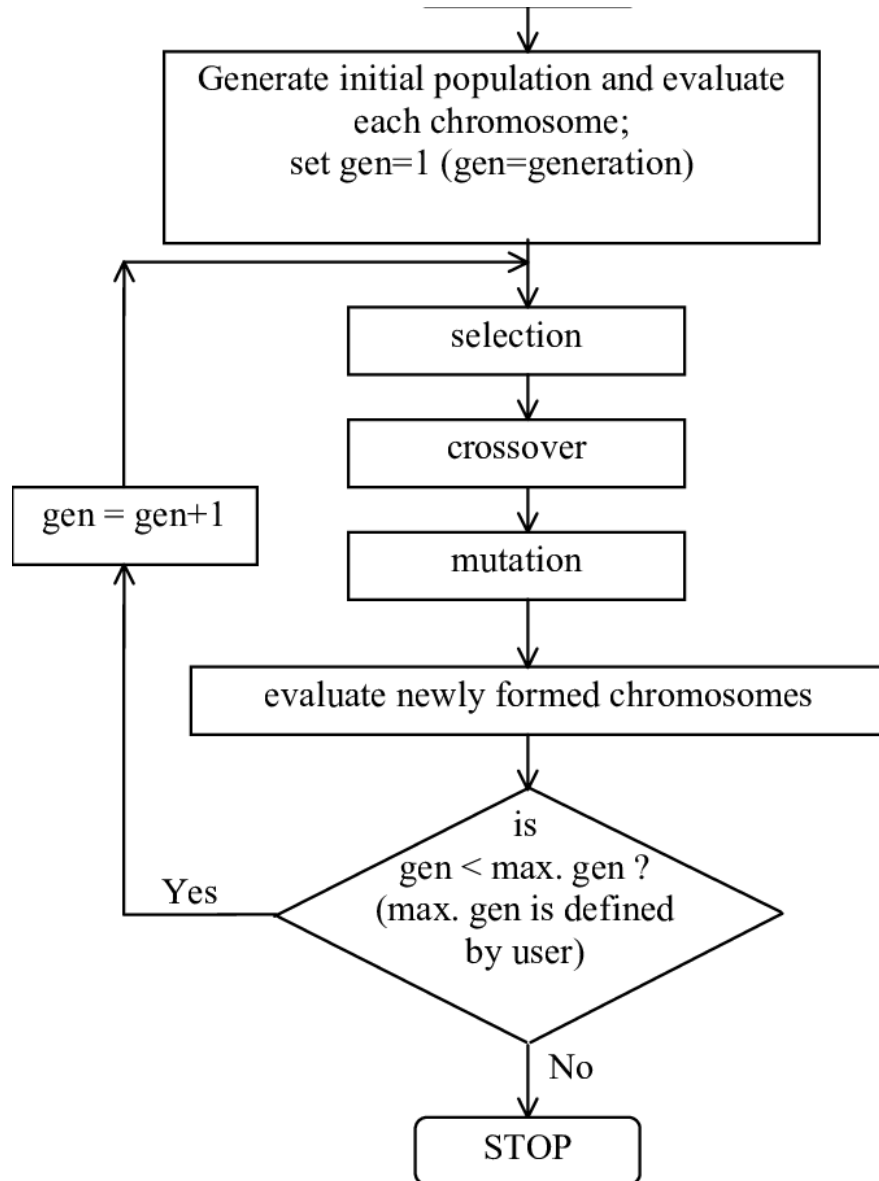 Generate initial population and evaluate
each chromosome;
set gen=1 (gen=generation)
selection
crossover
gen = gen+1
mutation
evaluate newly formed chromosomes
is
gen < max. gen ?
Yes
(max. gen is defined
by user)
No
STOP